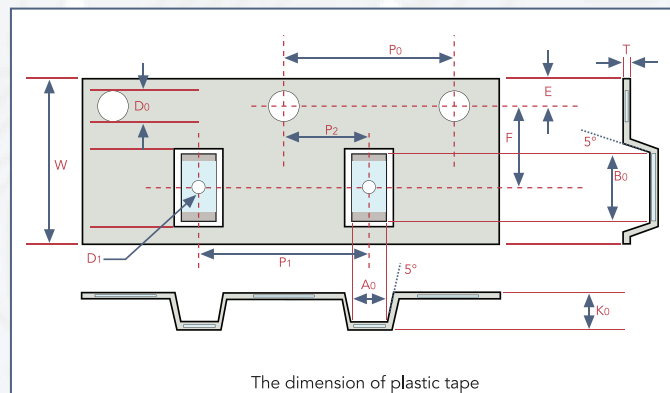 P0
T
E
D0
P2
F
5°
W
B0
D1
P1
5°
A0
K0
The dimension of plastic tape